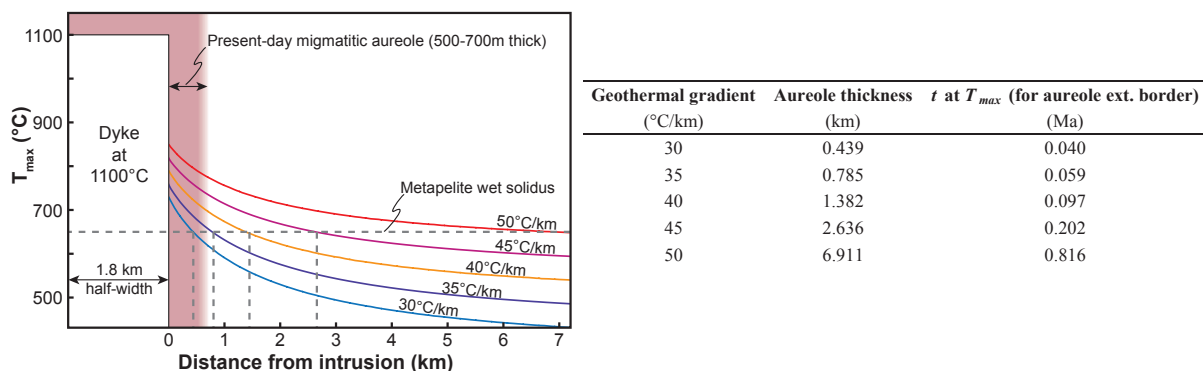 1100
900
700
500
T max (°C)
Present-day migmatitic aureole (500-700m thick)
Dyke
at
1100°C
Metapelite wet solidus
50°C/km
45°C/km
40°C/km
35°C/km
30°C/km
1.8 km
half-width
0 1 2 3 4 5 6 7
Distance from intrusion (km)
Geothermal gradient Aureole thickness t at T max (for aureole ext. border)
(°C/km) (km) (Ma)
30 0.439 0.040
35 0.785 0.059
40 1.382 0.097
45 2.636 0.202
50 6.911 0.816